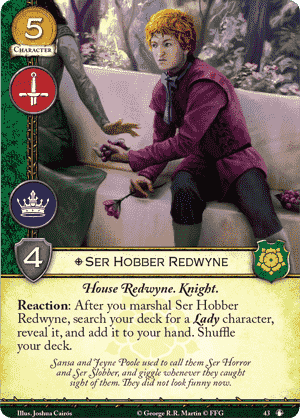 5
CHARACTER
4
SER HOBBER REDWYNE
House Redwyne. Knight.
Reaction: After you marshal Ser Hobber
Redwyne, search your deck for a Lady character,
reveal it, and add it to your hand. Shuffle
your deck.
Sansa and Jeyne Poole used to call them Ser Horror
and Ser Slobber, and giggle whenever they caught
sight of them. They did not look funny now.
Illus. Joshua Cairós
© George R.R. Martin © FFG
43